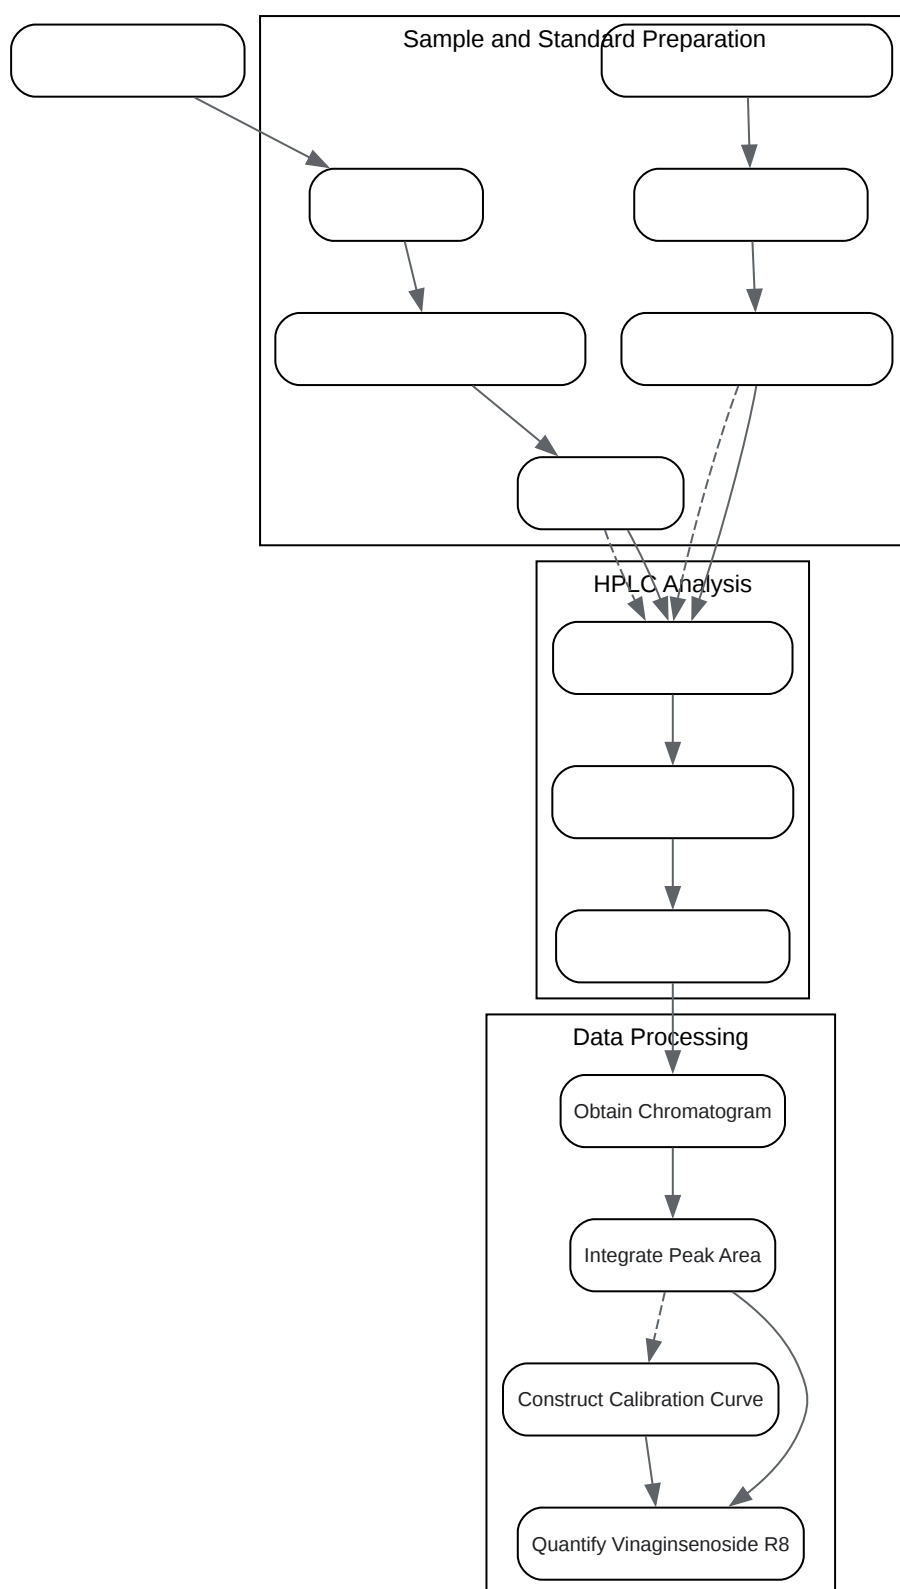 Sample and Standard Preparation
HPLC Analysis
Data Processing
Obtain Chromatogram
Integrate Peak Area
Construct Calibration Curve
Quantify Vinaginsenoside R8